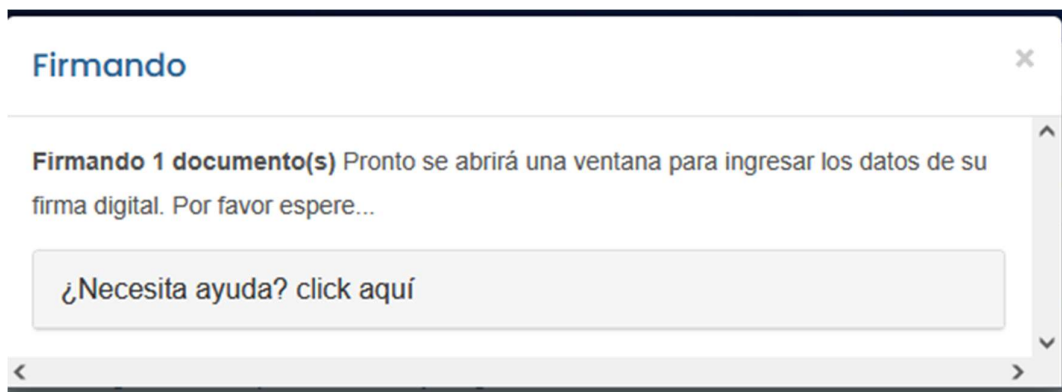 Firmando
Firmando 1 documento(s) Pronto se abrirá una ventana para ingresar los datos de su
firma digital. Por favor espere...
¿Necesita ayuda? click aquí